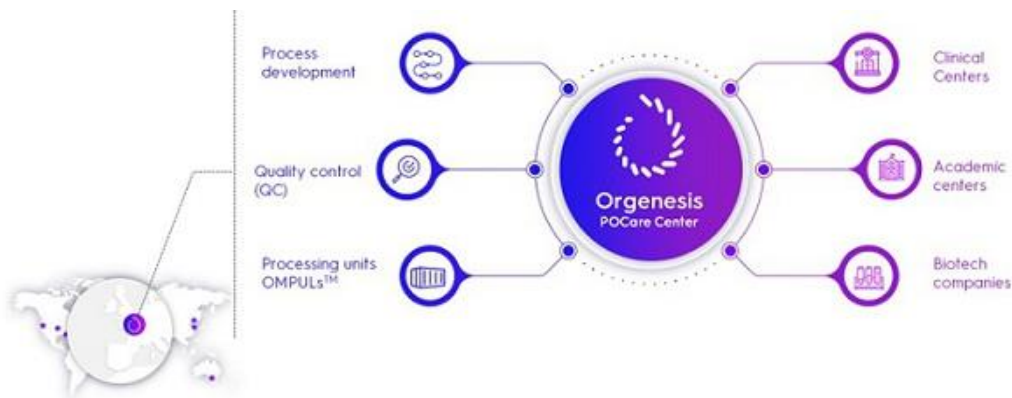 Process
development
Quality control
(QC)
Processing units
OMPULs™
Orgenesis
POCare Center
Clinical
Centers
Academic
centers
Biotech
companies